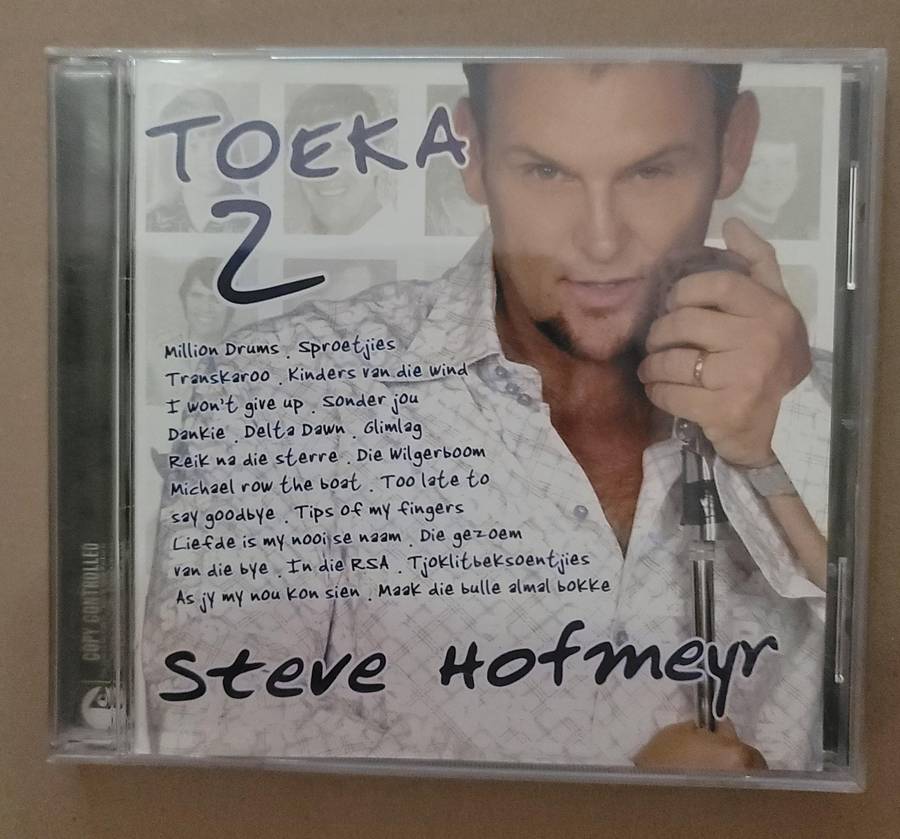 TOEKA
2
Million Drums . Sproetjies
Transkaroo . Kinders van die wind
I won't give up . Sonder jou
Dankie . Delta Dawn . Glimlag
Reik na die sterre . Die Wilgerboom
Michael row the boat . Too late to
say goodbye . Tips of my fingers
Liefde is my nooi se naam . Die gezoem
van die bye . In die RSA . Tjoklitbeksoentjies
As jy my nou kon sien . Maak die bulle almal bokke
Steve Hofmeyr
COPY CONTROLLED